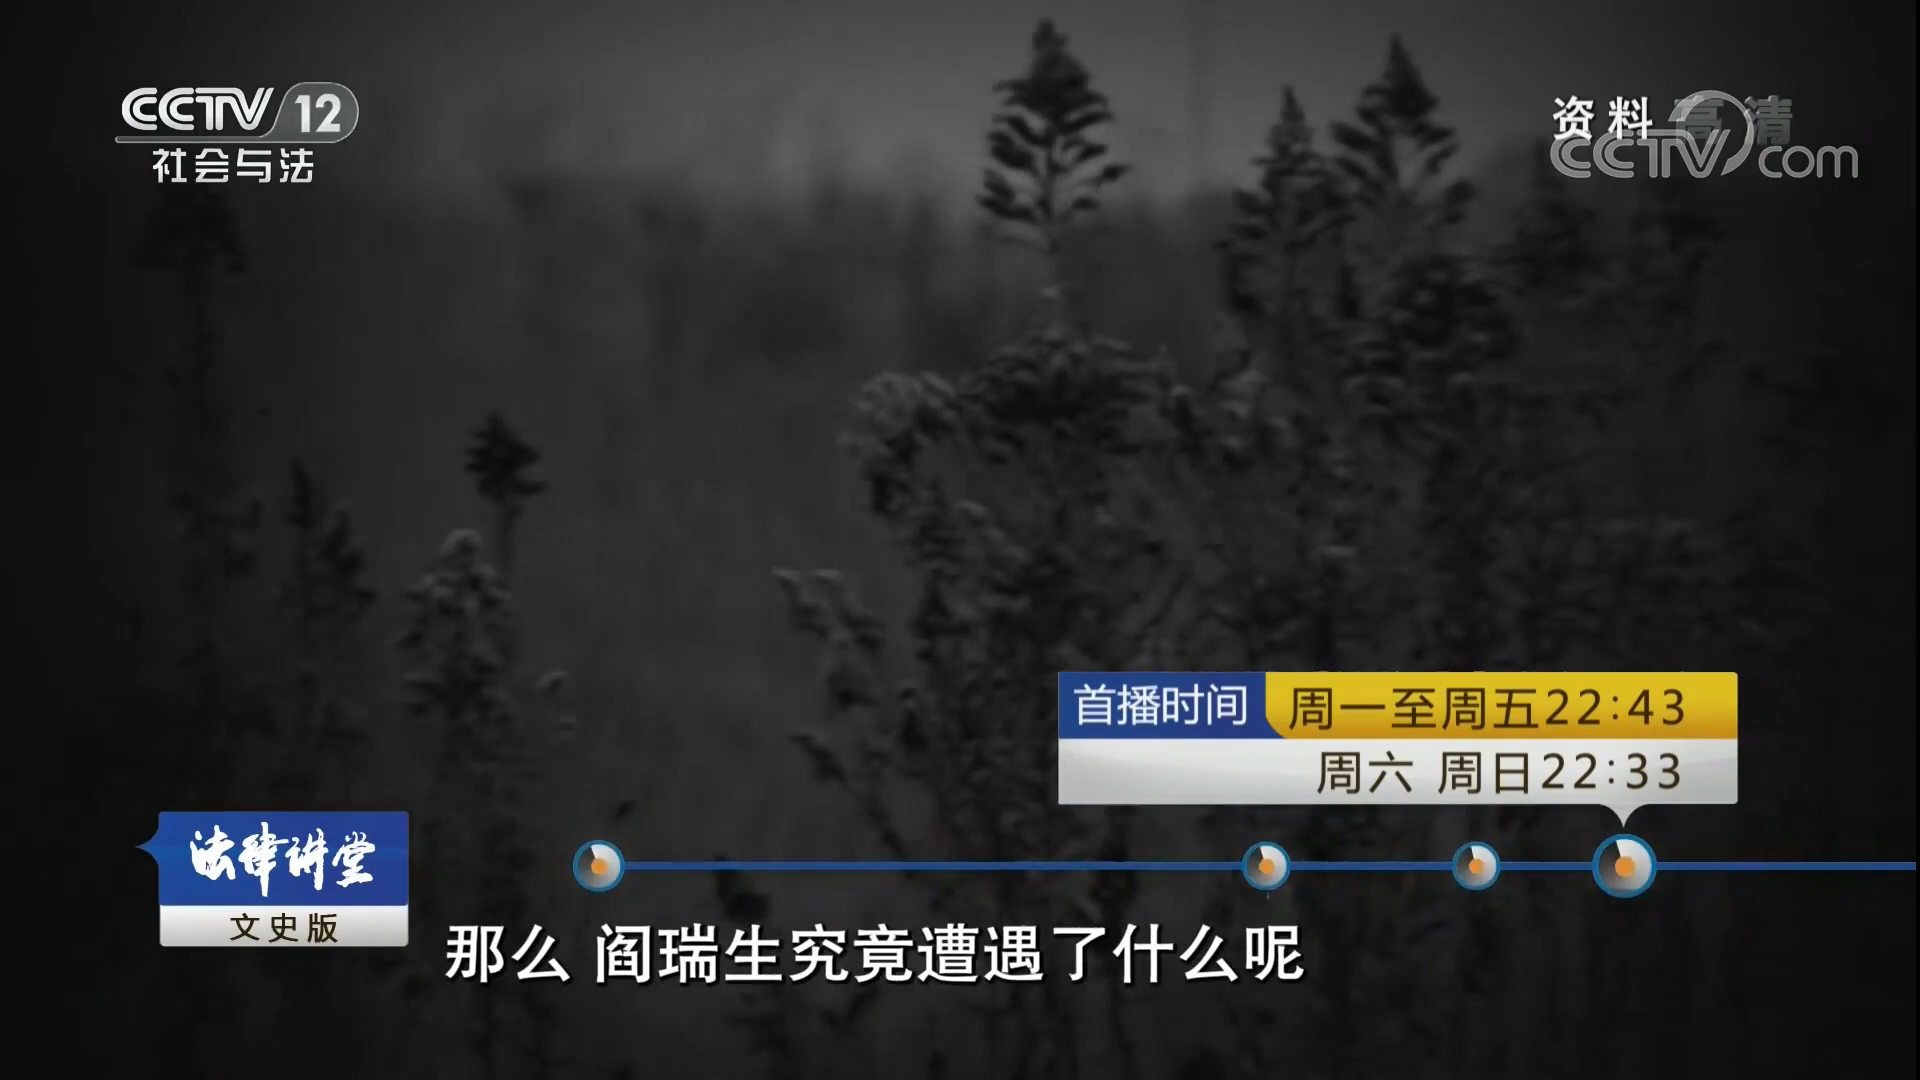 CCTV 12
社会与法
资料 高清
CCTV.com
首播时间 周一至周五22:43
周六 周日22:33
法律讲堂
文史版
那么 阎瑞生究竟遭遇了什么呢